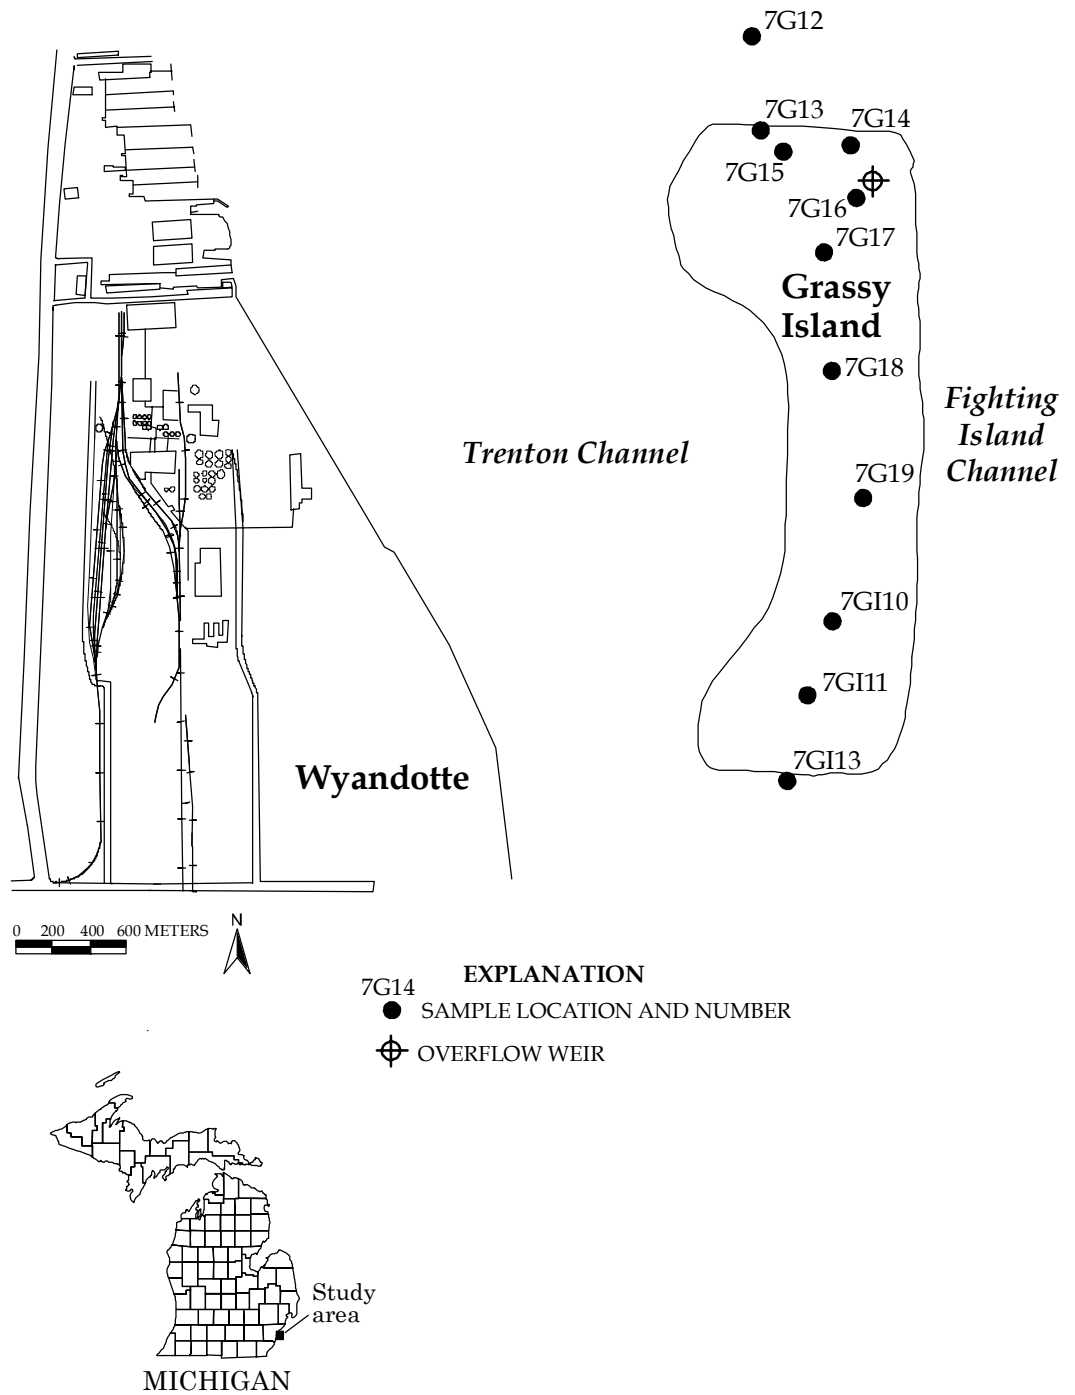 7G12
7G13
7G14
7G15
7G16
7G17
Grassy
Island
7G18
Fighting
Island
Channel
Trenton Channel
7G19
7GI10
7GI11
7GI13
Wyandotte
0 200 400 600 METERS
N
EXPLANATION
7G14
SAMPLE LOCATION AND NUMBER
OVERFLOW WEIR
Study
area
MICHIGAN